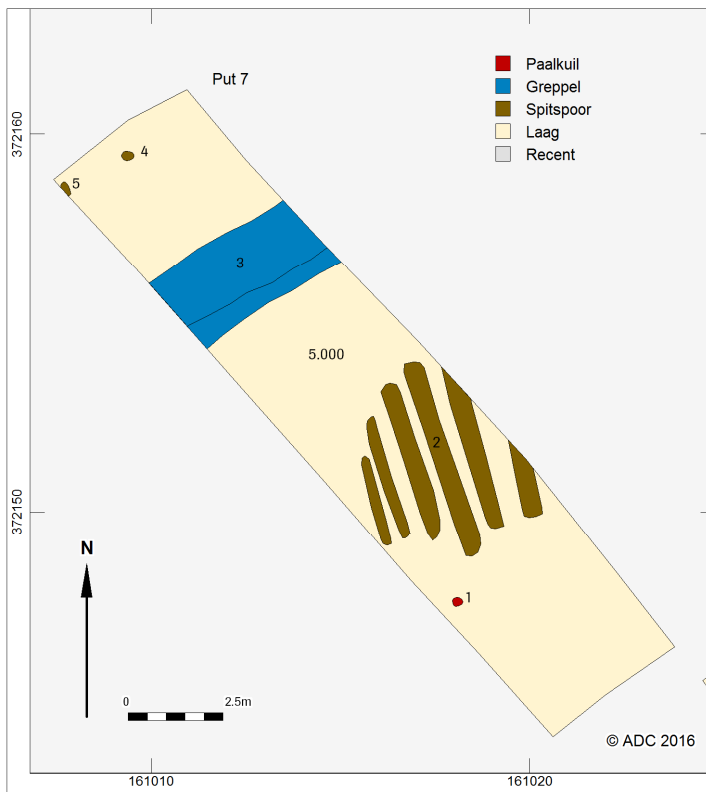 Put 7
Paalkuil
Greppel
Spitspoor
Laag
Recent
372160
4
5
3
5.000
2
372150
1
N
0
2.5m
© ADC 2016
161010
161020